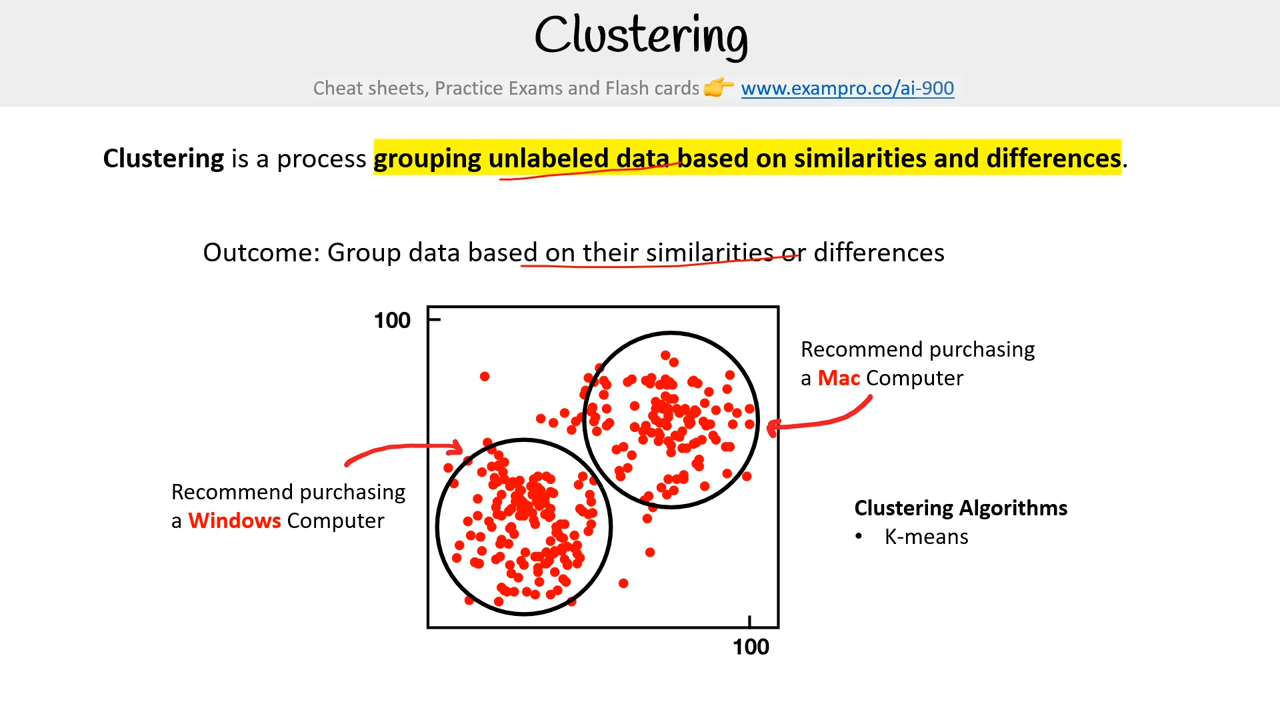 Clustering
Cheat sheets, Practice Exams and Flash cards 👉 www.exampro.co/ai-900
Clustering is a process grouping unlabeled data based on similarities and differences.
Outcome: Group data based on their similarities or differences
100
Recommend purchasing
a Mac Computer
Recommend purchasing
a Windows Computer
Clustering Algorithms
• K-means
100